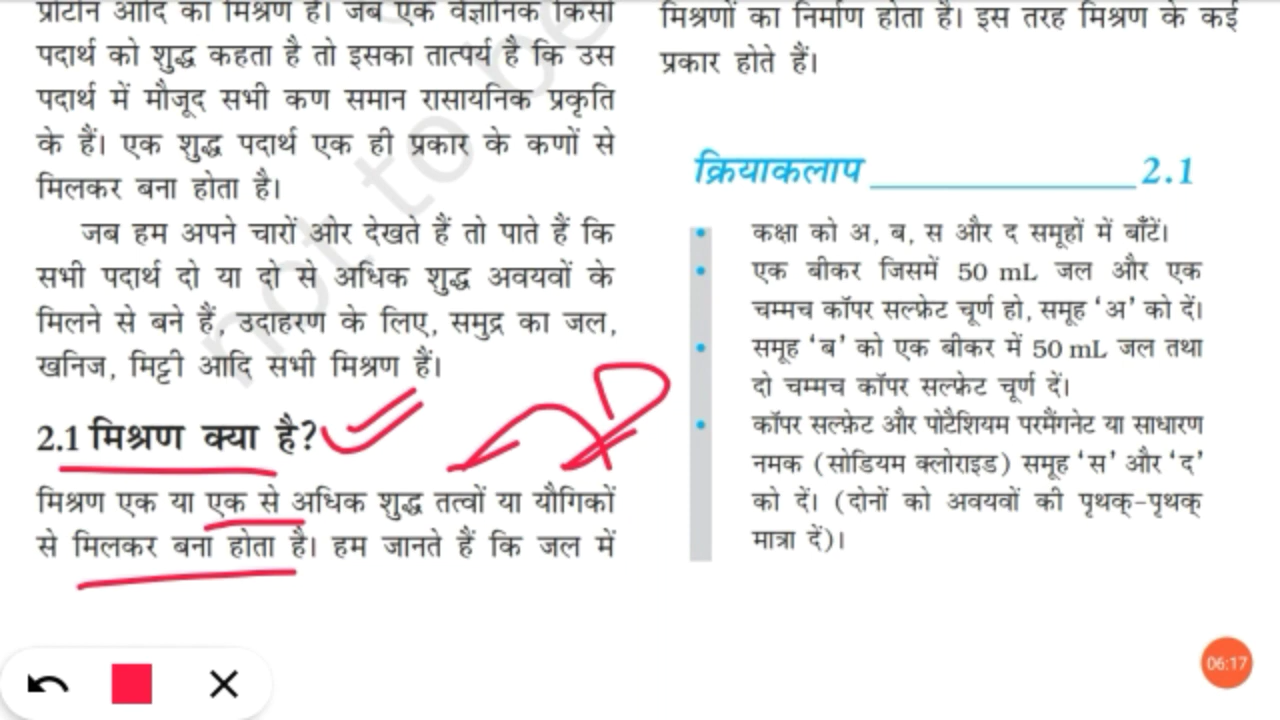 प्रोटीन आदि का मिश्रण है। जब एक वैज्ञानिक किसी
पदार्थ को शुद्ध कहता है तो इसका तात्पर्य है कि उस
पदार्थ में मौजूद सभी कण समान रासायनिक प्रकृति
के हैं। एक शुद्ध पदार्थ एक ही प्रकार के कणों से
मिलकर बना होता है।
जब हम अपने चारों ओर देखते हैं तो पाते हैं कि
सभी पदार्थ दो या दो से अधिक शुद्ध अवयवों के
मिलने से बने हैं, उदाहरण के लिए, समुद्र का जल,
खनिज, मिट्टी आदि सभी मिश्रण हैं।
2.1 मिश्रण क्या है?
मिश्रण एक या एक से अधिक शुद्ध तत्वों या यौगिकों
से मिलकर बना होता है। हम जानते हैं कि जल में
मिश्रणों का निर्माण होता है। इस तरह मिश्रण के कई
प्रकार होते हैं।
क्रियाकलाप 2.1
• कक्षा को अ, ब, स और द समूहों में बाँटें।
• एक बीकर जिसमें 50 mL जल और एक
चम्मच कॉपर सल्फ़ेट चूर्ण हो, समूह ‘अ’ को दें।
• समूह ‘ब’ को एक बीकर में 50 mL जल तथा
दो चम्मच कॉपर सल्फ़ेट चूर्ण दें।
• कॉपर सल्फ़ेट और पोटैशियम परमैंगनेट या साधारण
नमक (सोडियम क्लोराइड) समूह ‘स’ और ‘द’
को दें। (दोनों को अवयवों की पृथक्-पृथक्
मात्रा दें)।
not to be
06:17